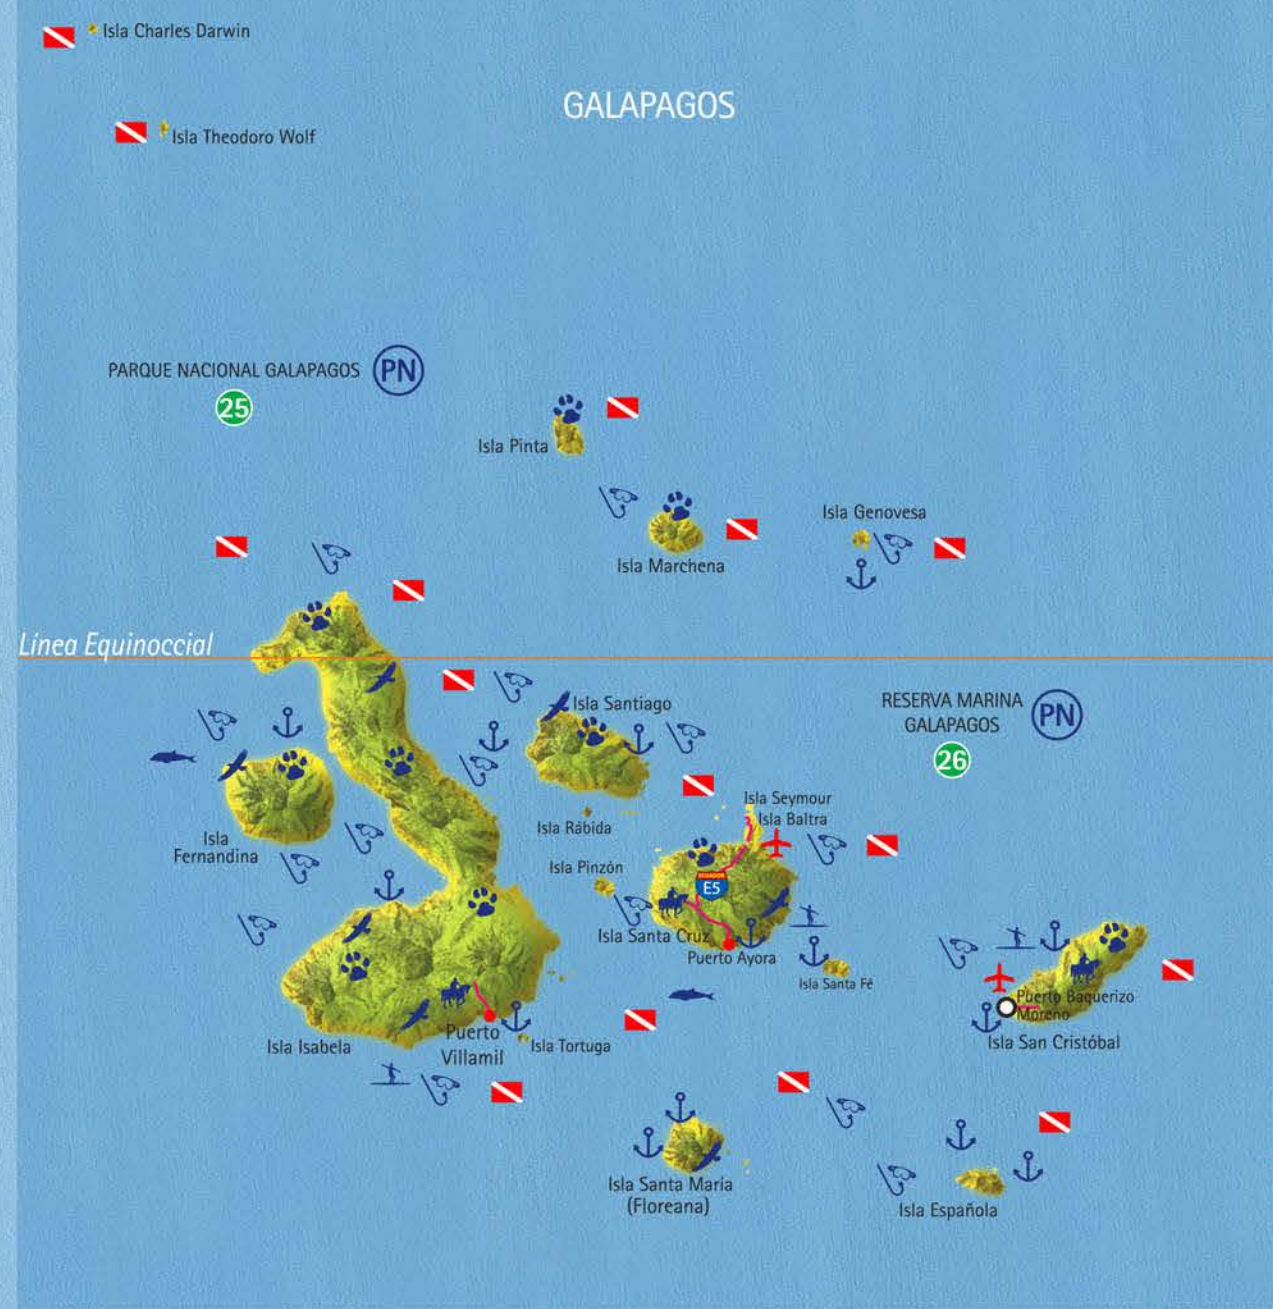 Isla Charles Darwin
GALAPAGOS
Isla Theodoro Wolf
PARQUE NACIONAL GALAPAGOS
PN
25
Isla Pinta
Isla Genovesa
Isla Marchena
Línea Equinoccial
Isla Santiago
RESERVA MARINA
GALAPAGOS
PN
26
Isla Seymour
Isla Baltra
Isla Rábida
Isla
Fernandina
Isla Pinzón
ECUADOR
E5
Isla Santa Cruz
Puerto Ayora
Isla Santa Fé
Puerto Baquerizo
Moreno
Isla San Cristóbal
Puerto
Villamil
Isla Isabela
Isla Tortuga
Isla Santa María
(Floreana)
Isla Española